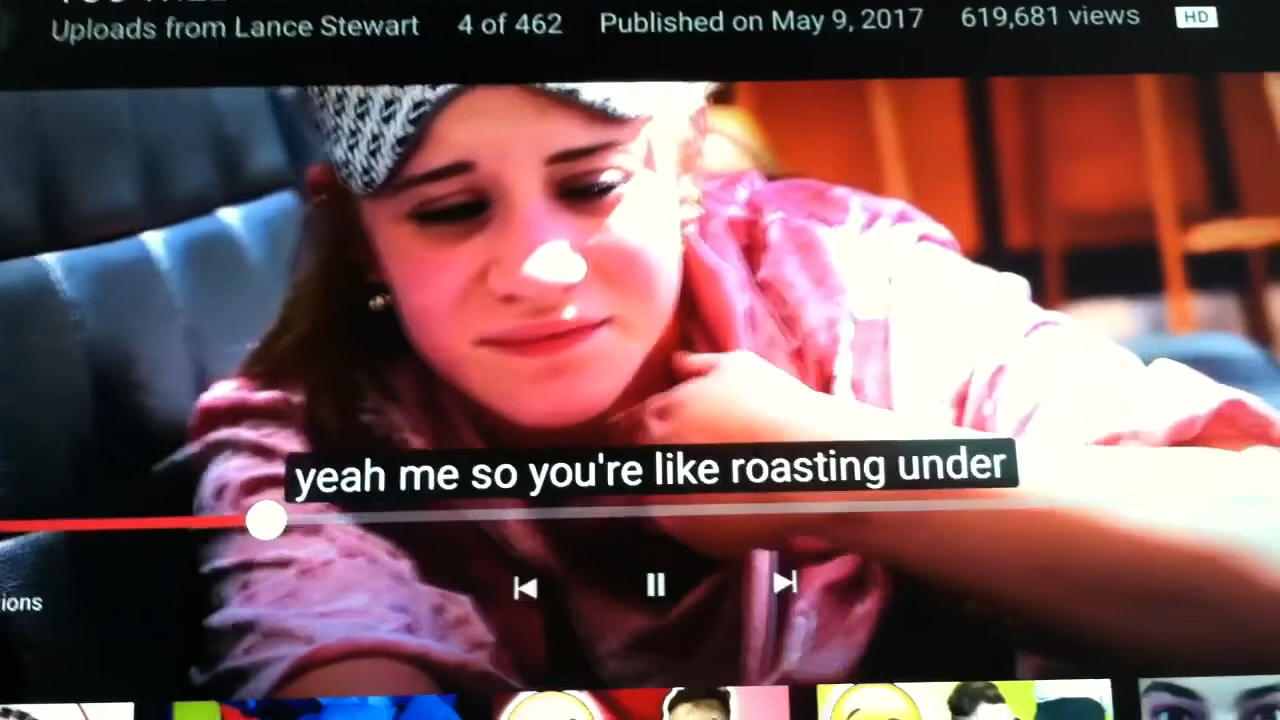 Uploads from Lance Stewart 4 of 462 Published on May 9, 2017 619,681 views HD
yeah me so you're like roasting under
ions